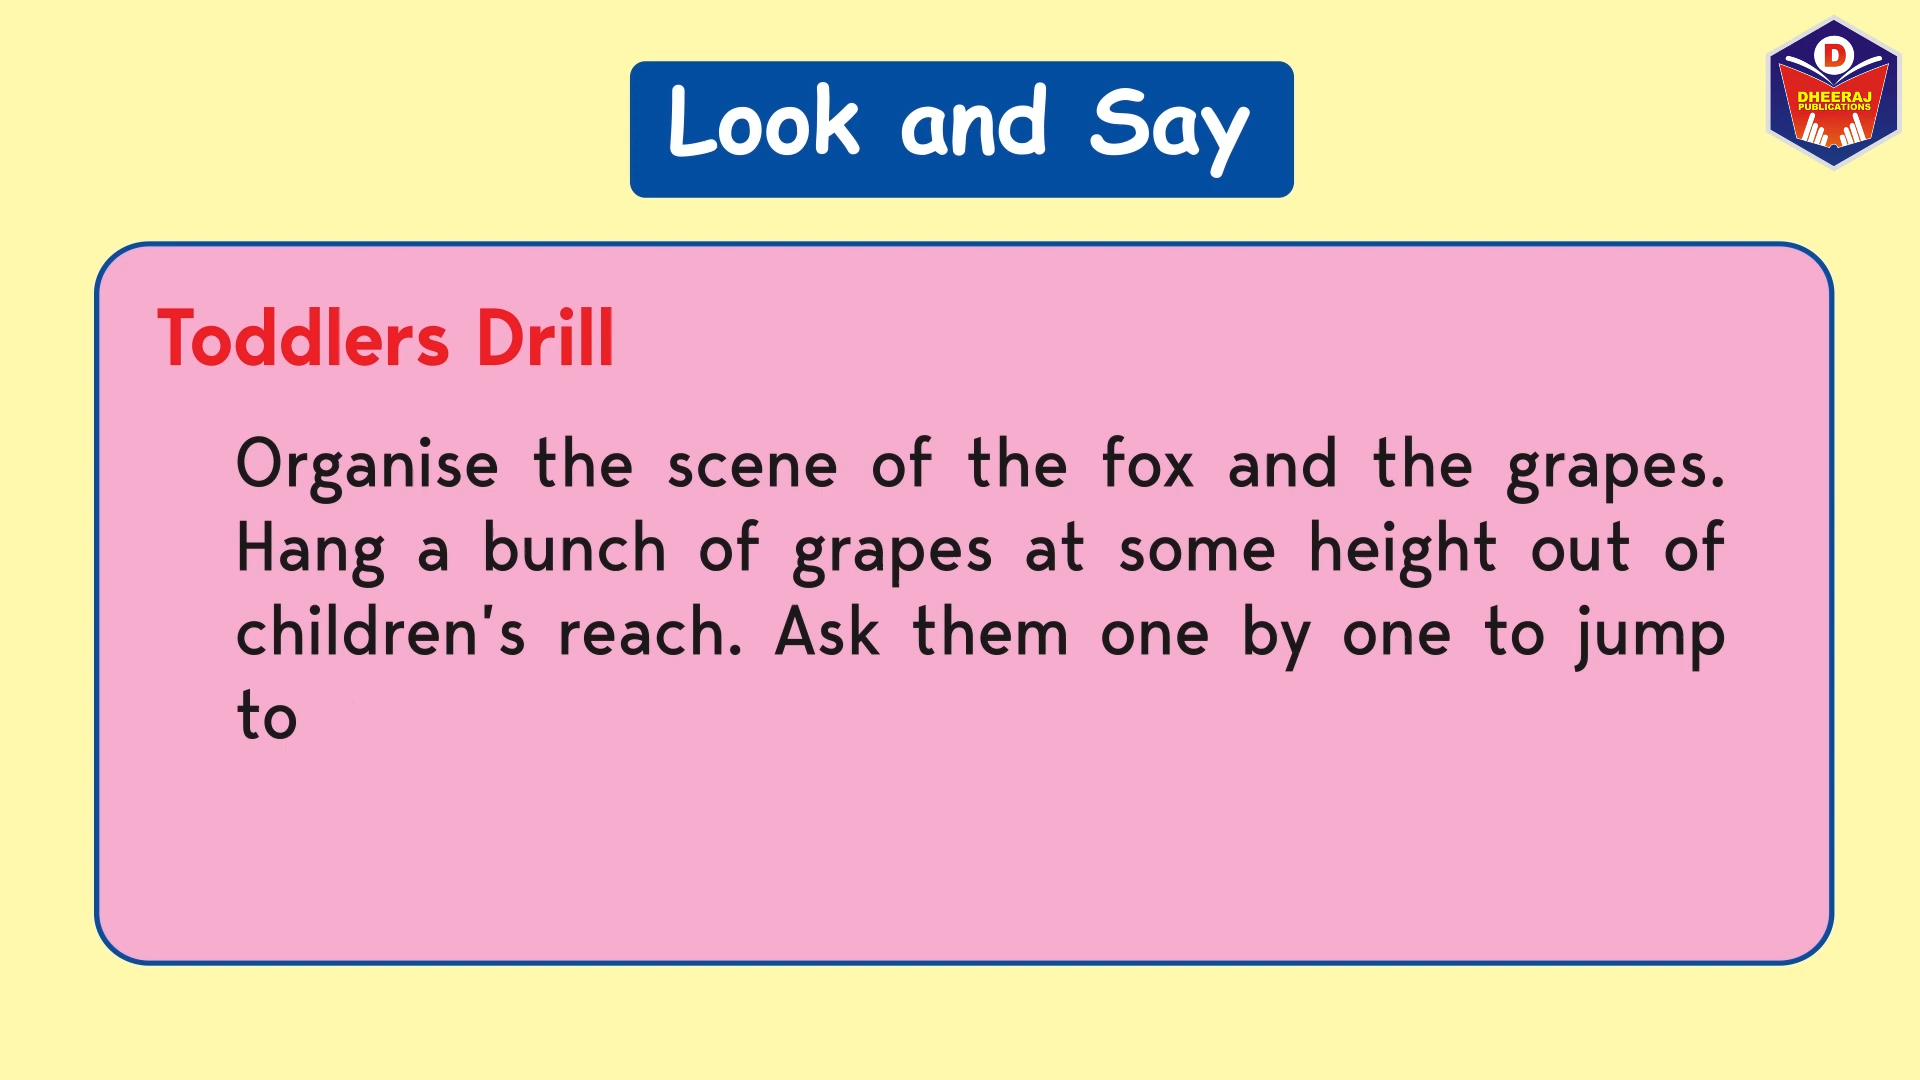 Look and Say
D
DHEERAJ
PUBLICATIONS
Toddlers Drill
Organise the scene of the fox and the grapes.
Hang a bunch of grapes at some height out of
children's reach. Ask them one by one to jump
to